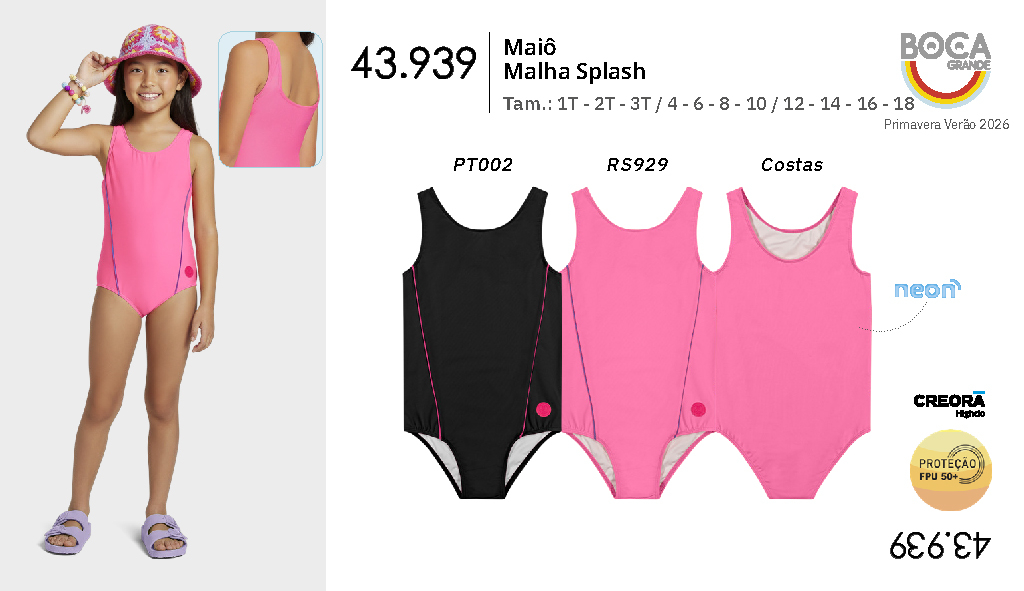 43.939
Maiô
Malha Splash
Tam.: 1T - 2T - 3T / 4 - 6 - 8 - 10 / 12 - 14 - 16 - 18
BOCA
GRANDE
Primavera Verão 2026
PT002
RS929
Costas
neon
CREORA
Highclo
PROTEÇÃO
FPU 50+
43.939